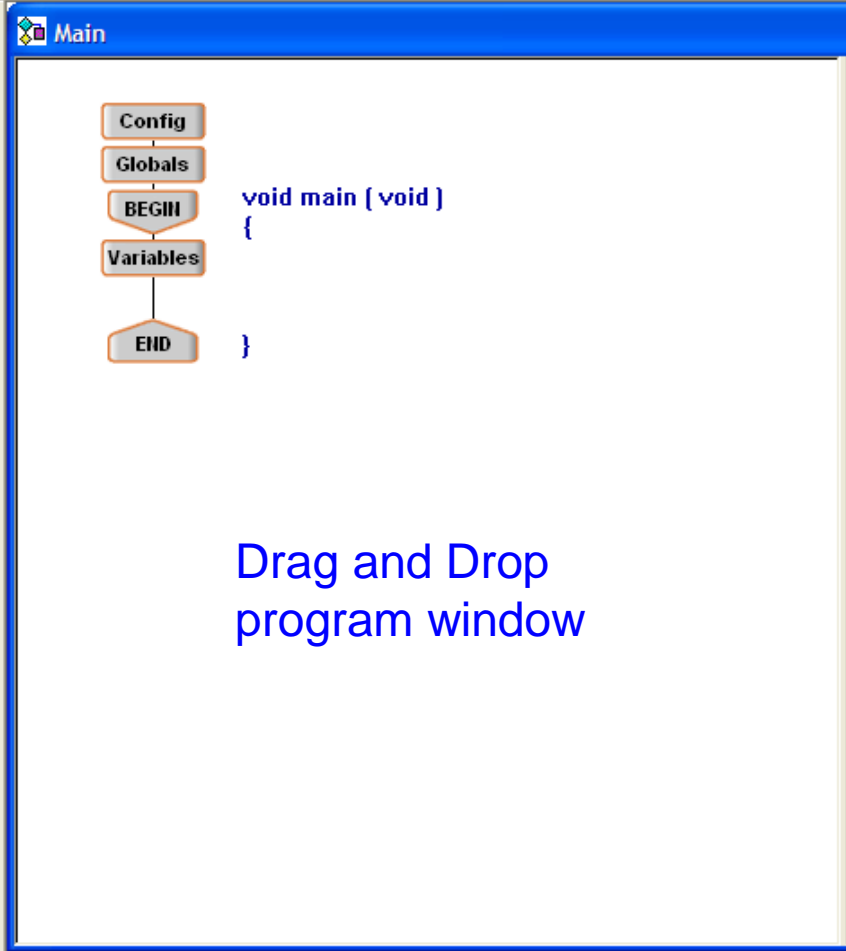 Main
Config
Globals
BEGIN
void main ( void )
{
Variables
END
}
Drag and Drop
program window